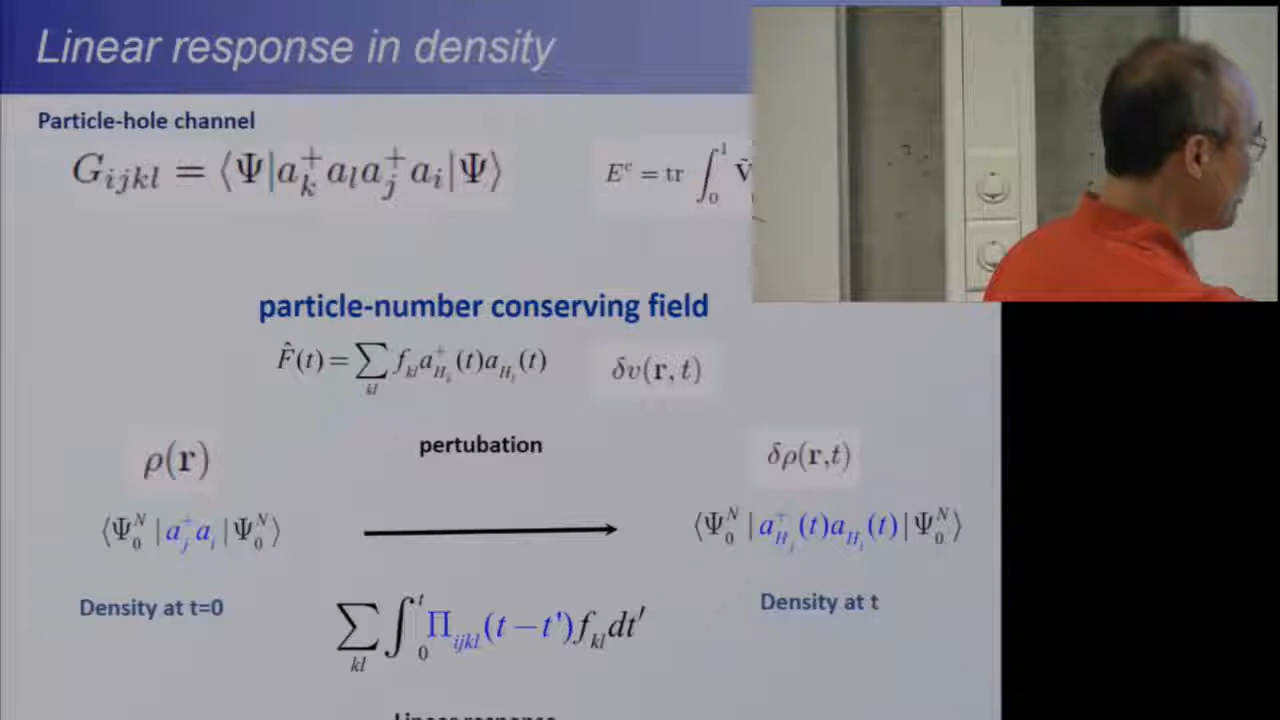 Linear response in density
Particle-hole channel
G_{ijkl} = ⟨Ψ|a_k^+ a_l a_j^+ a_i|Ψ⟩
E^c = tr ∫_0^1 Ṽ
particle-number conserving field
F̂(t) = ∑_{kl} f_{kl} a_{H_k}^+ (t) a_{H_l} (t)
δv(r, t)
ρ(r)
pertubation
δρ(r,t)
⟨Ψ_0^N | a_j^+ a_i | Ψ_0^N⟩
⟨Ψ_0^N | a_{H_j}^+ (t) a_{H_i} (t) | Ψ_0^N⟩
Density at t=0
Density at t
∑_{kl} ∫_0^t Π_{ijkl} (t − t') f_{kl} dt'
Linear response